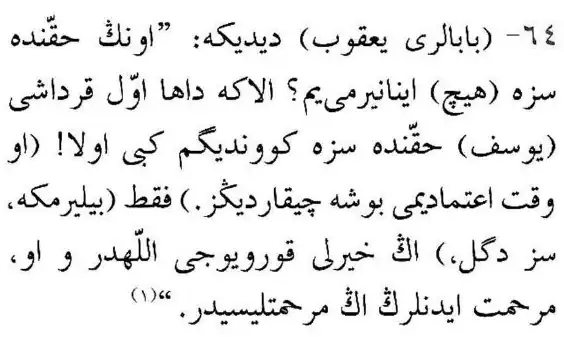 ٦٤- (بابالری یعقوب) دیدیکه: ”اونڭ حقّنده
سزه (هیچ) اینانیرمی‌یم؟ الاکه داها اوّل قرداشی
(یوسف) حقّنده سزه کووندیگم کبی اولا! (او
وقت اعتمادیمی بوشه چیقاردیڭز.) فقط (بیلیرمکه،
سز دگل،) اڭ خیرلی قورویوجی اللّٰهدر و او،
مرحمت ایدنلرڭ اڭ مرحمتلیسیدر.“(١)